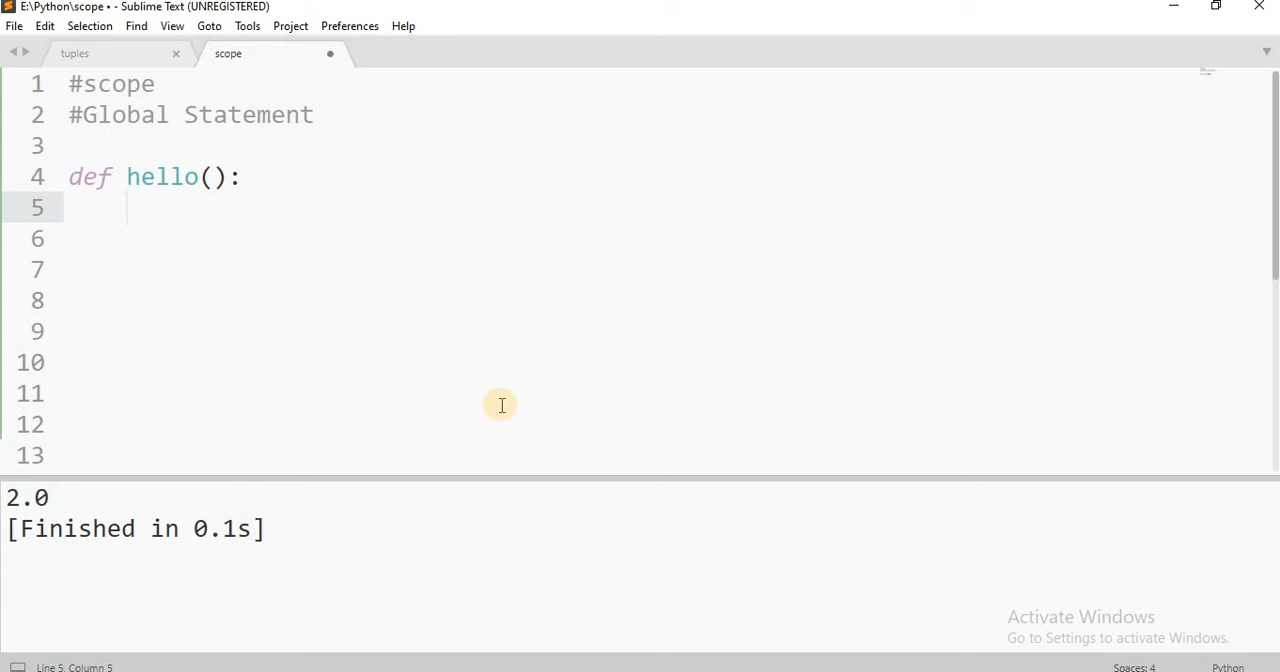 E:\Python\scope • - Sublime Text (UNREGISTERED)
File Edit Selection Find View Goto Tools Project Preferences Help
tuples scope
1 #scope
2 #Global Statement
3
4 def hello():
5
6
7
8
9
10
11
12
13
2.0
[Finished in 0.1s]
Activate Windows
Go to Settings to activate Windows.
Line 5, Column 5 Spaces: 4 Python